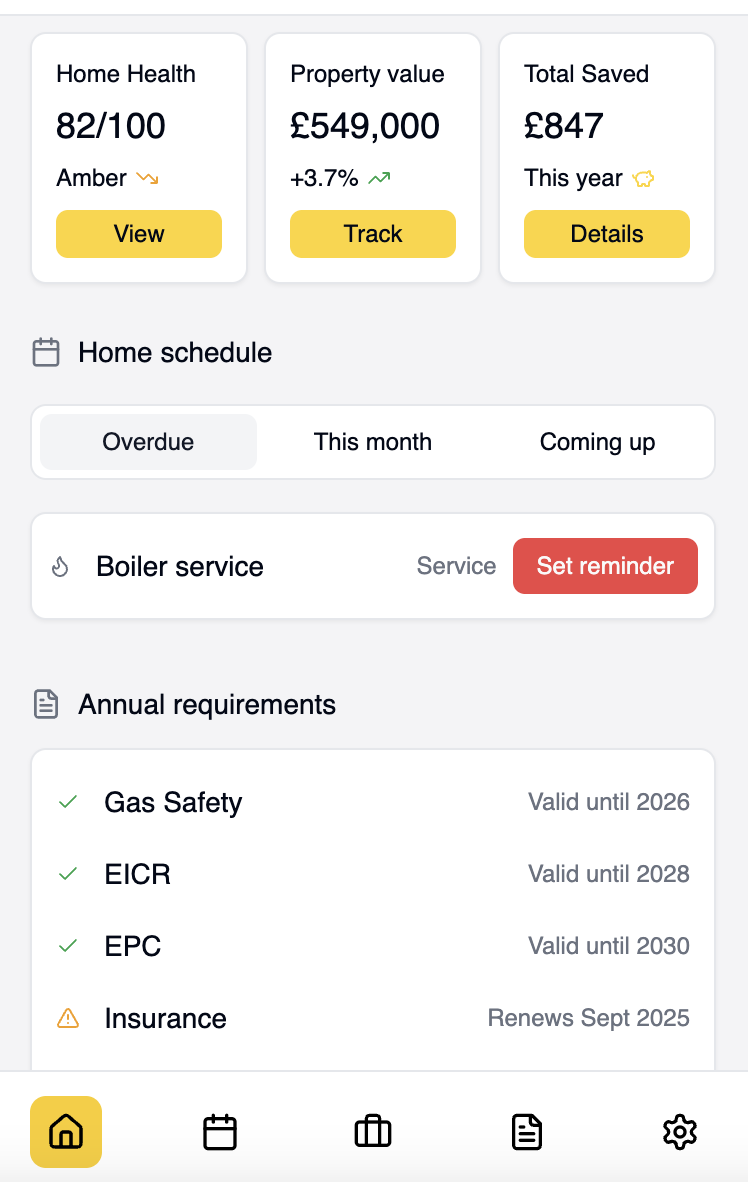 Home Health
82/100
Amber
View
Property value
£549,000
+3.7%
Track
Total Saved
£847
This year
Details
Home schedule
Overdue This month Coming up
Boiler service Service Set reminder
Annual requirements
Gas Safety Valid until 2026
EICR Valid until 2028
EPC Valid until 2030
Insurance Renews Sept 2025